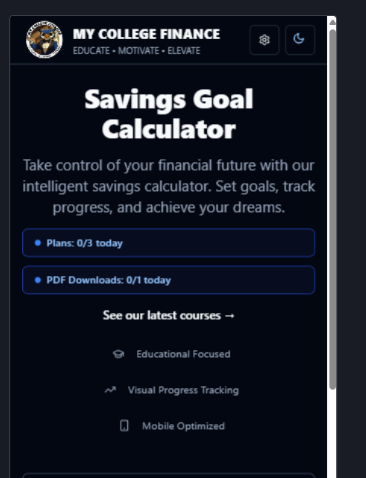 MY COLLEGE FINANCE
EDUCATE • MOTIVATE • ELEVATE
Savings Goal
Calculator
Take control of your financial future with our
intelligent savings calculator. Set goals, track
progress, and achieve your dreams.
Plans: 0/3 today
PDF Downloads: 0/1 today
See our latest courses →
Educational Focused
Visual Progress Tracking
Mobile Optimized